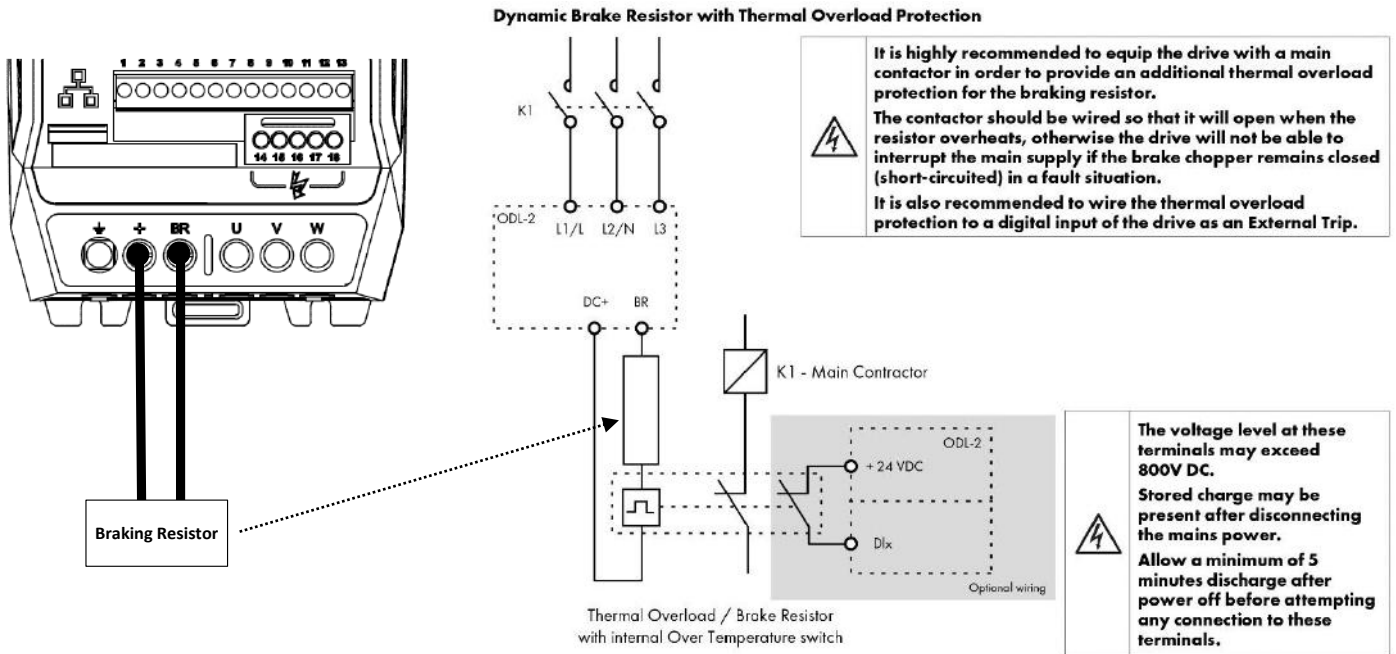 Dynamic Brake Resistor with Thermal Overload Protection
1 2 3 4 5 6 7 8 9 10 11 12 13
14 15 16 17 18
+ BR U V W
Braking Resistor
K1
ODL-2
L1/L L2/N L3
DC+ BR
K1 - Main Contractor
ODL-2
+ 24 VDC
DIx
Optional wiring
Thermal Overload / Brake Resistor
with internal Over Temperature switch
It is highly recommended to equip the drive with a main
contactor in order to provide an additional thermal overload
protection for the braking resistor.
The contactor should be wired so that it will open when the
resistor overheats, otherwise the drive will not be able to
interrupt the main supply if the brake chopper remains closed
(short-circuited) in a fault situation.
It is also recommended to wire the thermal overload
protection to a digital input of the drive as an External Trip.
The voltage level at these
terminals may exceed
800V DC.
Stored charge may be
present after disconnecting
the mains power.
Allow a minimum of 5
minutes discharge after
power off before attempting
any connection to these
terminals.